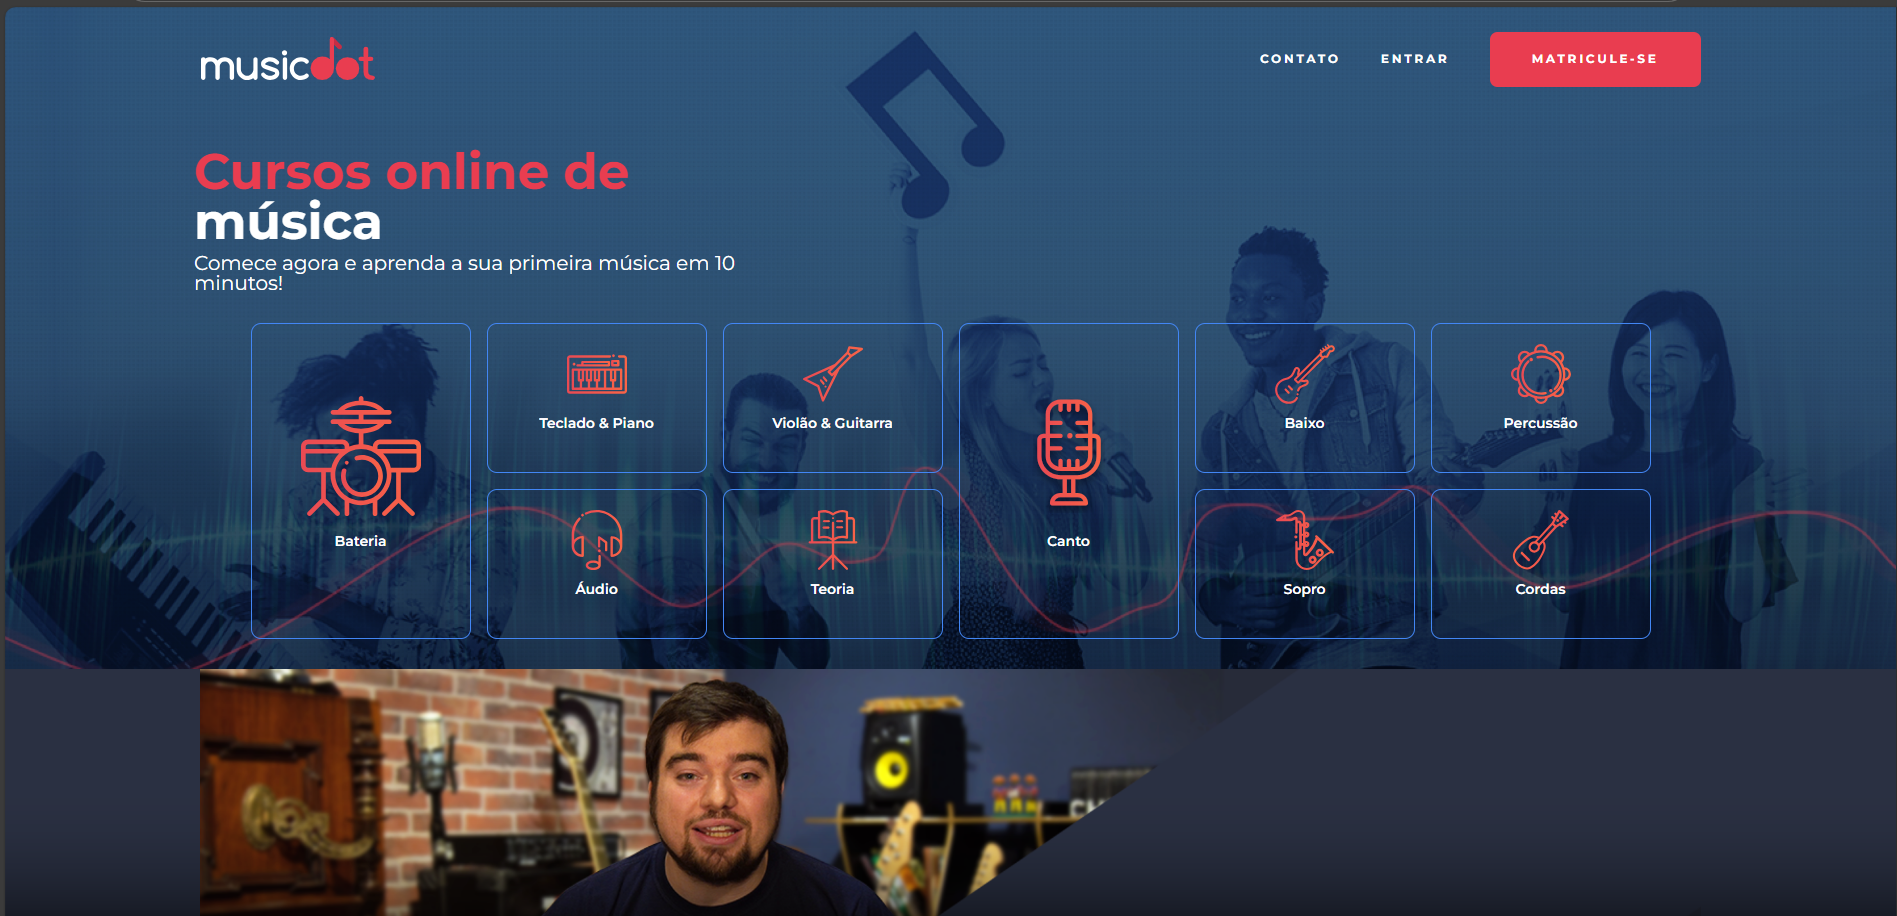 musicdot
CONTATO
ENTRAR
MATRICULE-SE
Cursos online de
música
Comece agora e aprenda a sua primeira música em 10
minutos!
Bateria
Teclado & Piano
Violão & Guitarra
Canto
Baixo
Percussão
Áudio
Teoria
Sopro
Cordas